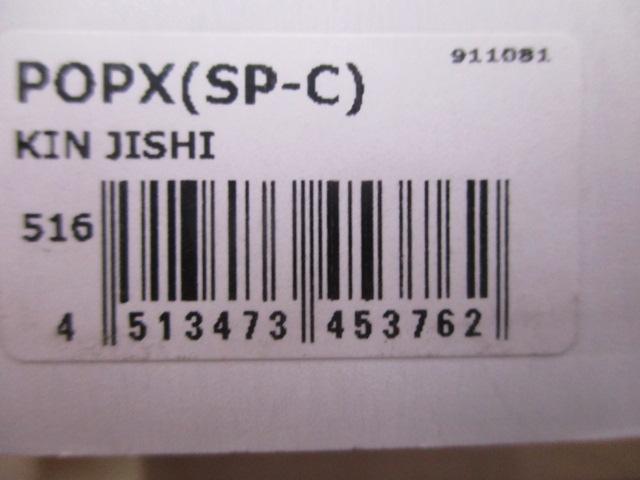 911081
POPX(SP-C)
KIN JISHI
516
4 513473 453762